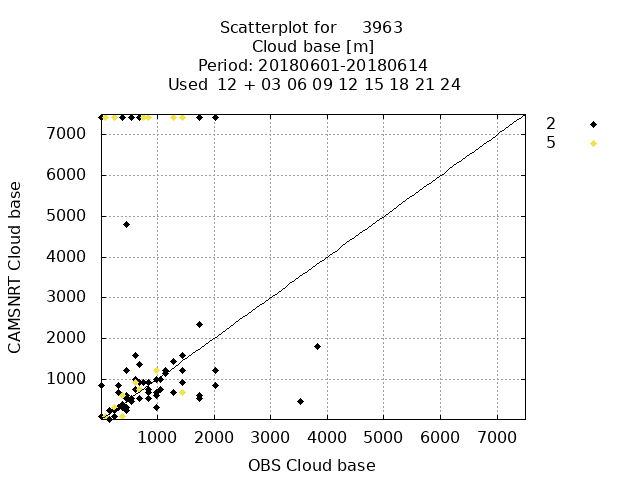 Scatterplot for 3963
Cloud base [m]
Period: 20180601-20180614
Used 12 + 03 06 09 12 15 18 21 24
2
5
7000
6000
5000
4000
3000
2000
1000
CAMSNRT Cloud base
1000 2000 3000 4000 5000 6000 7000
OBS Cloud base